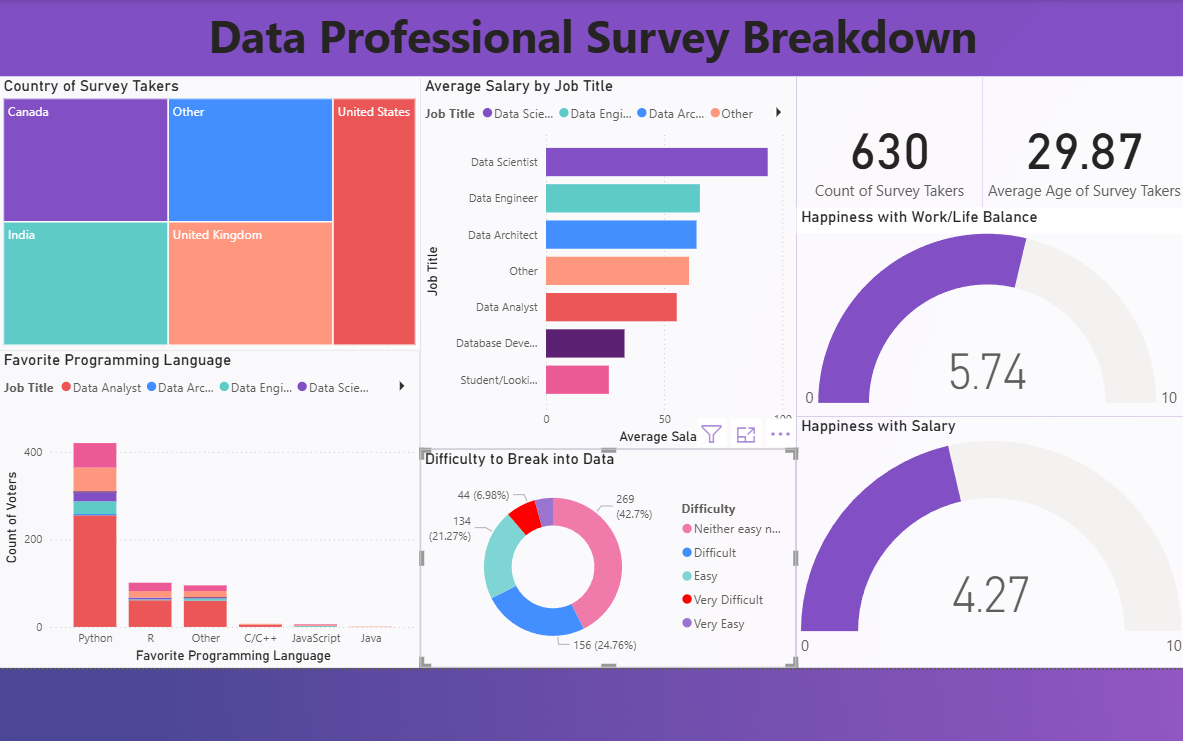 Data Professional Survey Breakdown
Country of Survey Takers
Canada
Other
United States
India
United Kingdom
Average Salary by Job Title
Job Title Data Scie... Data Engi... Data Arc... Other
Job Title
Data Scientist
Data Engineer
Data Architect
Other
Data Analyst
Database Deve...
Student/Looki...
0 50 100
Average Sala
630
Count of Survey Takers
29.87
Average Age of Survey Takers
Happiness with Work/Life Balance
5.74
0 10
Favorite Programming Language
Job Title Data Analyst Data Arc... Data Engi... Data Scie...
Count of Voters
400
200
0
Python R Other C/C++ JavaScript Java
Favorite Programming Language
Difficulty to Break into Data
44 (6.98%)
134
(21.27%)
269
(42.7%)
156 (24.76%)
Difficulty
Neither easy n...
Difficult
Easy
Very Difficult
Very Easy
Happiness with Salary
4.27
0 10